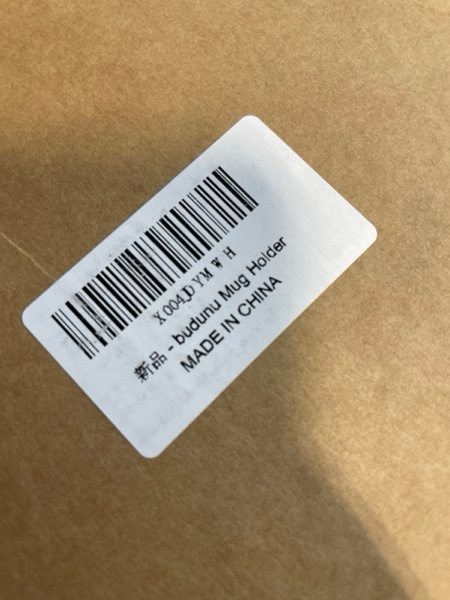 X004JDYMWH
新品 - budunu Mug Holder
MADE IN CHINA